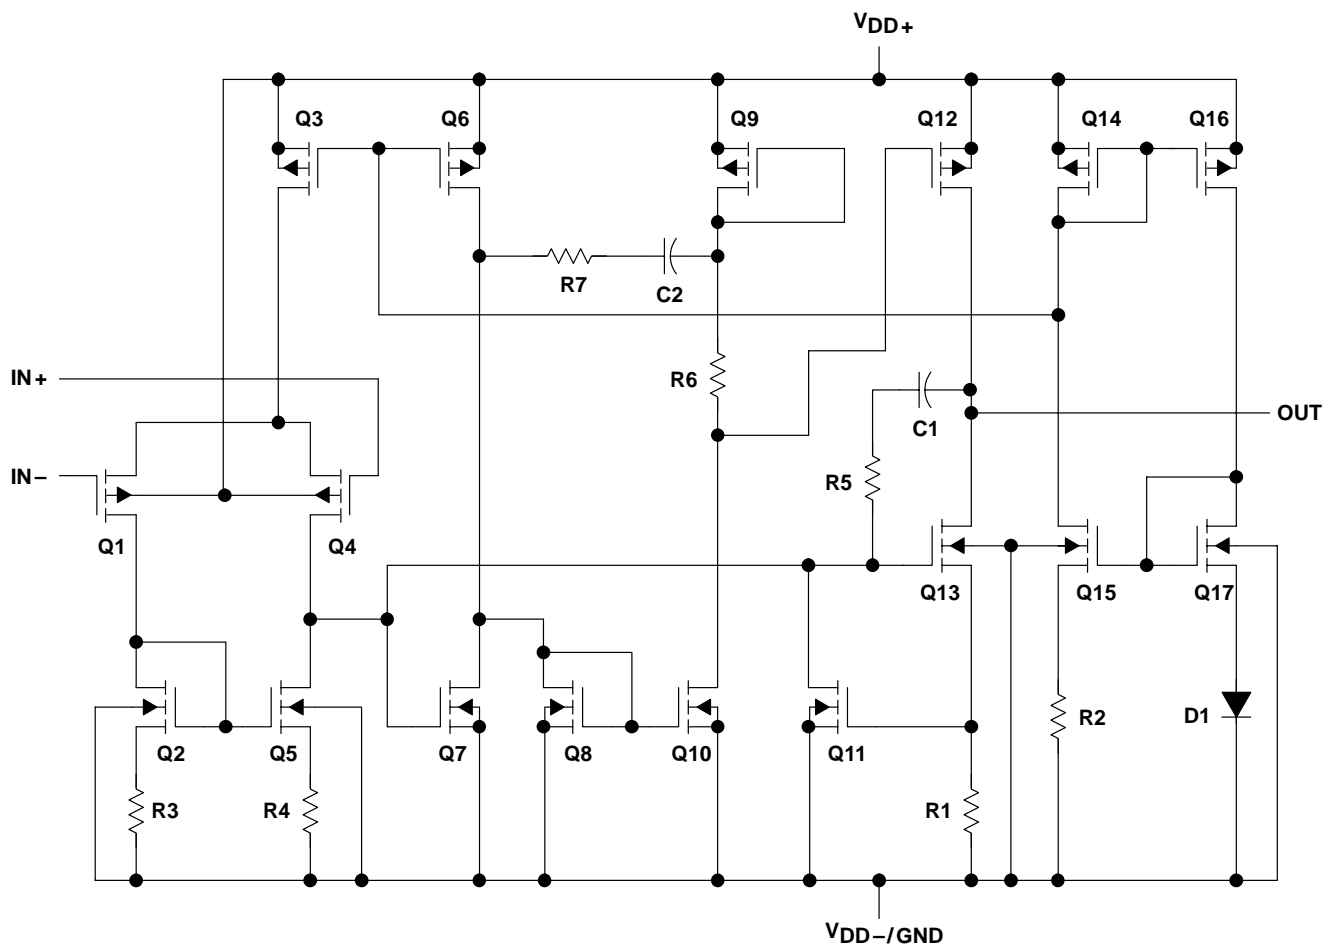 VDD+
Q3
Q6
Q9
Q12
Q14
Q16
R7
C2
IN+
R6
C1
OUT
IN−
R5
Q1
Q4
Q13
Q15
Q17
R2
D1
Q2
Q5
Q7
Q8
Q10
Q11
R3
R4
R1
VDD−/GND